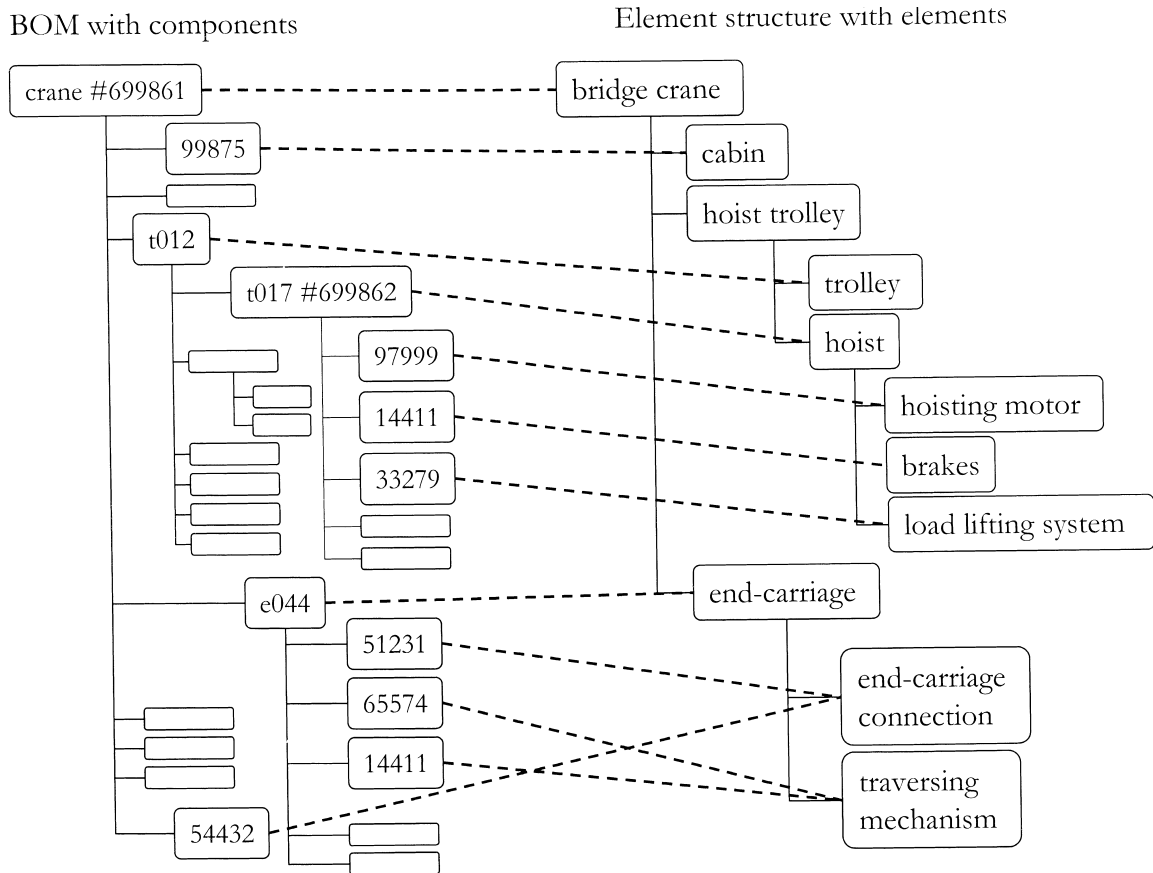 BOM with components
Element structure with elements
crane #699861
bridge crane
99875
cabin
hoist trolley
t012
trolley
t017 #699862
hoist
97999
hoisting motor
14411
brakes
33279
load lifting system
e044
end-carriage
51231
end-carriage
connection
65574
14411
traversing
mechanism
54432